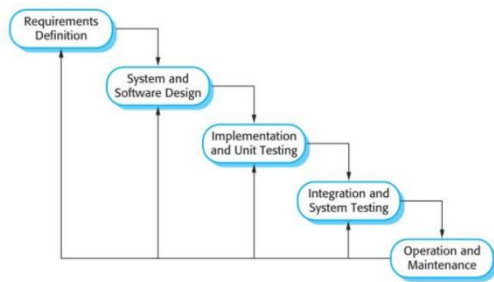 Requirements
Definition
System and
Software Design
Implementation
and Unit Testing
Integration and
System Testing
Operation and
Maintenance